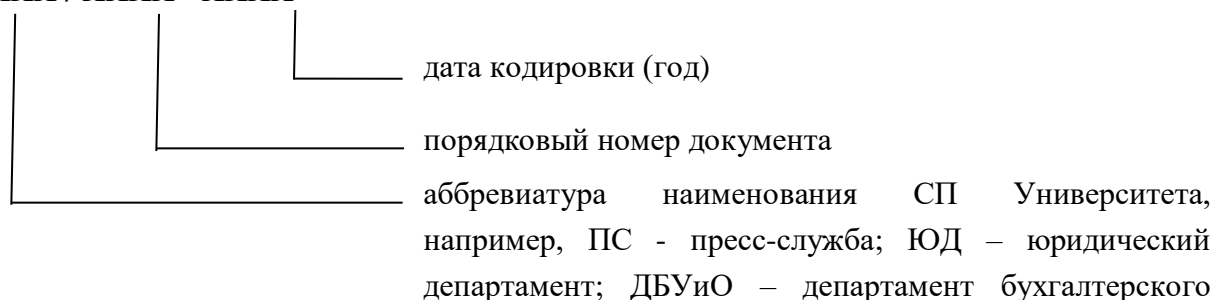 дата кодировки (год)
порядковый номер документа
аббревиатура наименования СП Университета,
например, ПС - пресс-служба; ЮД – юридический
департамент; ДБУиО – департамент бухгалтерского